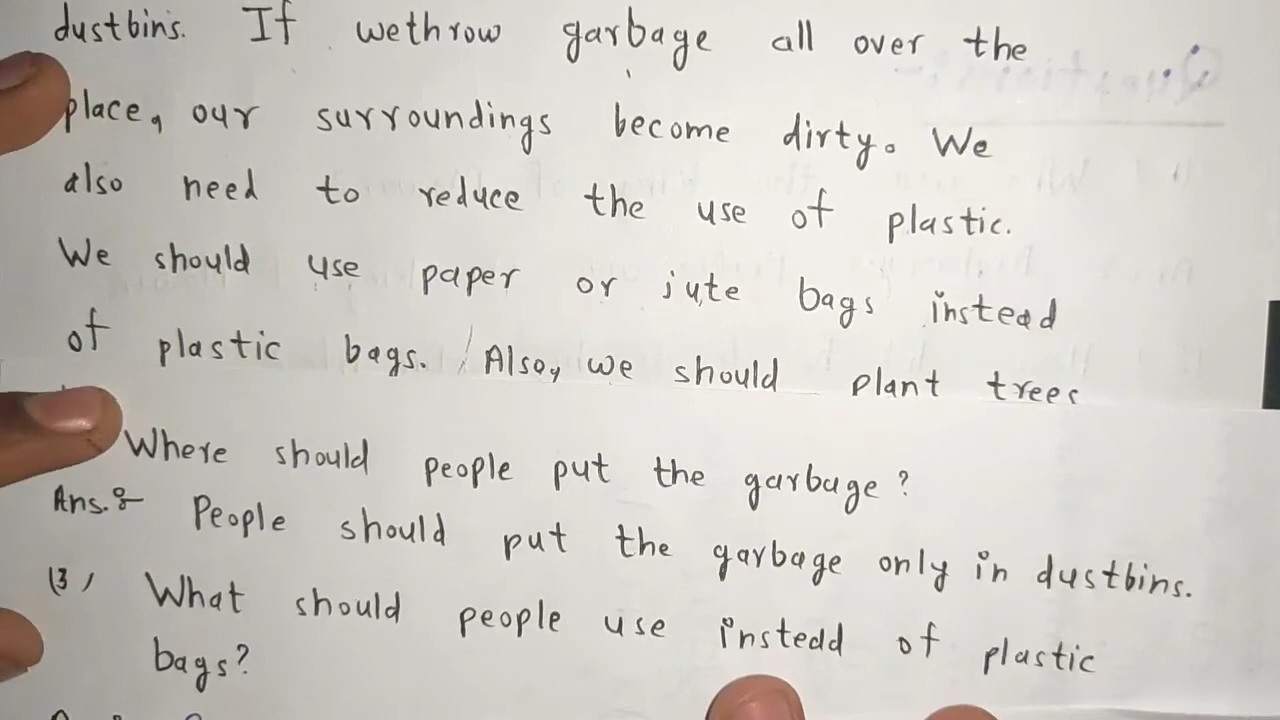 dustbins. If wethrow garbage all over the
place, our surroundings become dirty. We
also need to reduce the use of plastic.
We should use paper or jute bags instead
of plastic bags. Also, we should plant trees
Where should people put the garbage?
Ans.:- People should put the garbage only in dustbins.
(3) What should people use instead of plastic
bags?